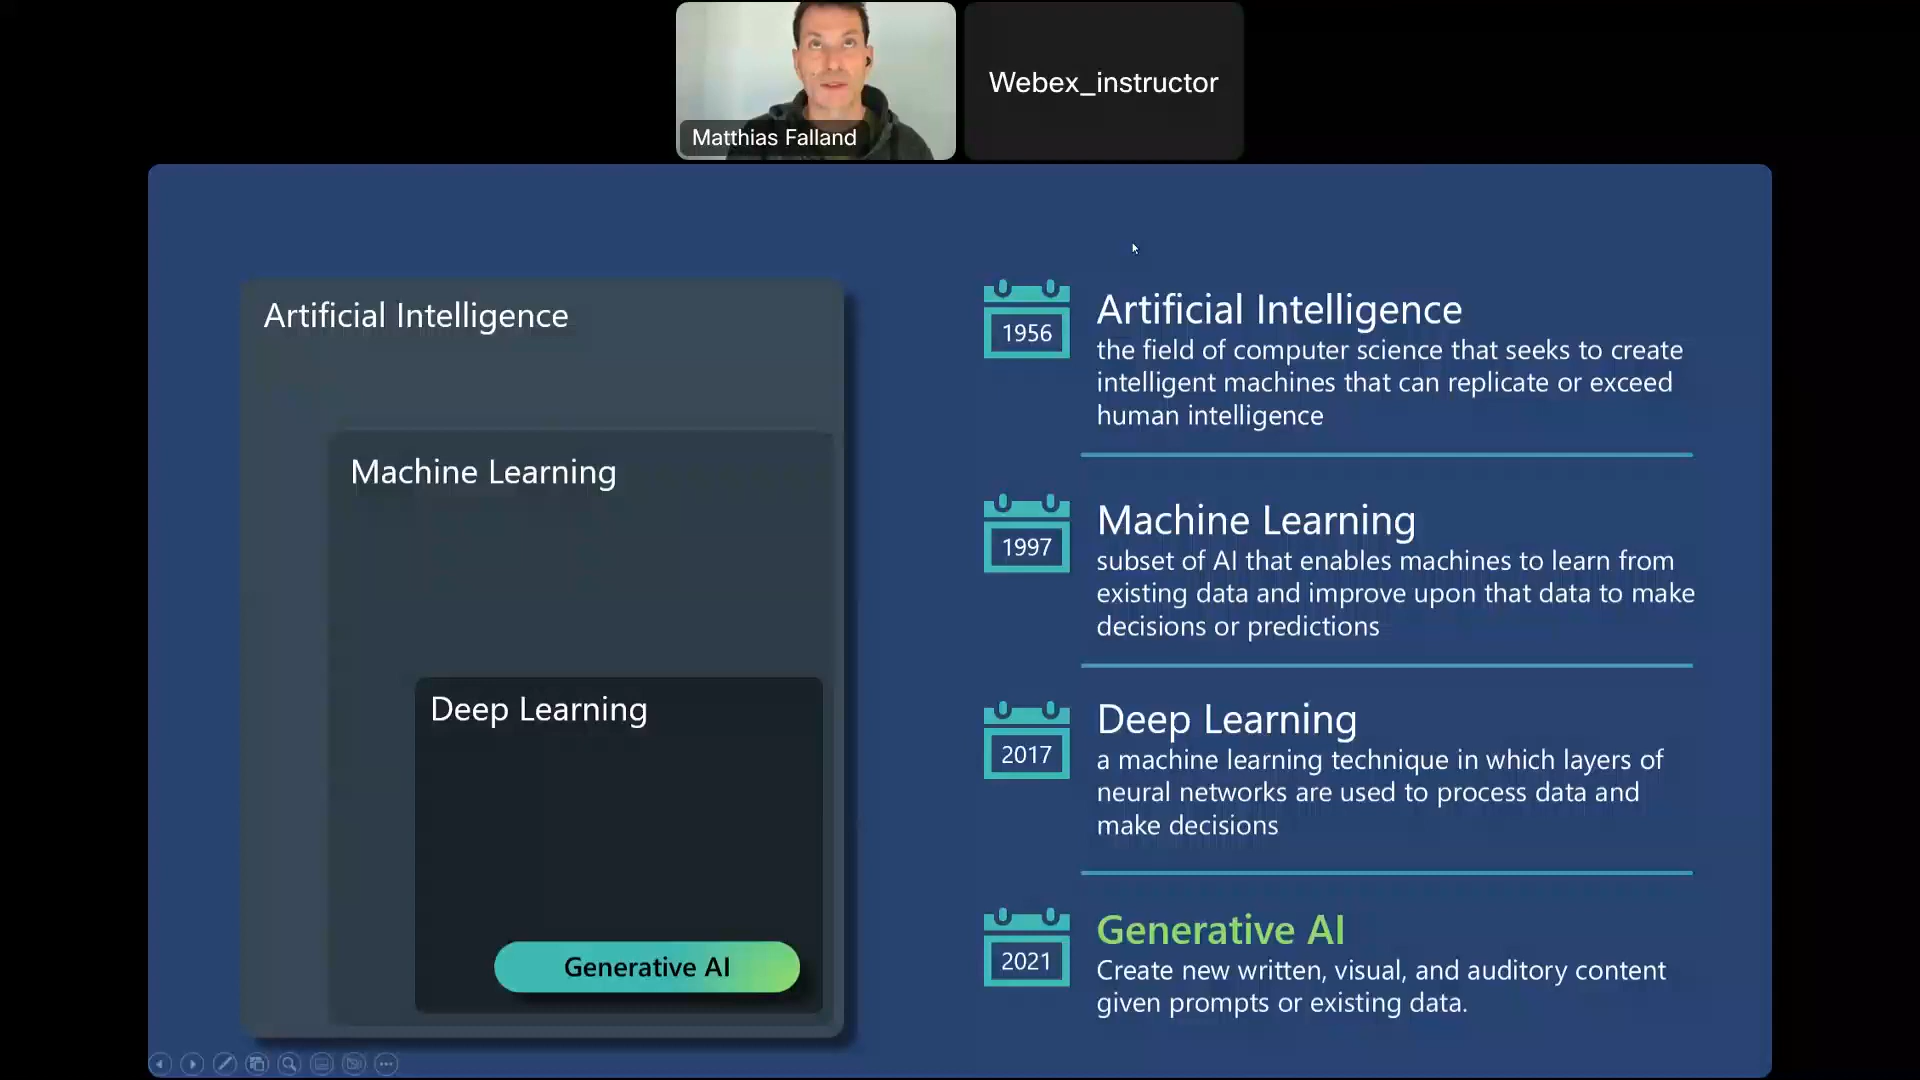 Matthias Falland
Webex_instructor
Artificial Intelligence
Machine Learning
Deep Learning
Generative AI
1956
Artificial Intelligence
the field of computer science that seeks to create
intelligent machines that can replicate or exceed
human intelligence
1997
Machine Learning
subset of AI that enables machines to learn from
existing data and improve upon that data to make
decisions or predictions
2017
Deep Learning
a machine learning technique in which layers of
neural networks are used to process data and
make decisions
2021
Generative AI
Create new written, visual, and auditory content
given prompts or existing data.